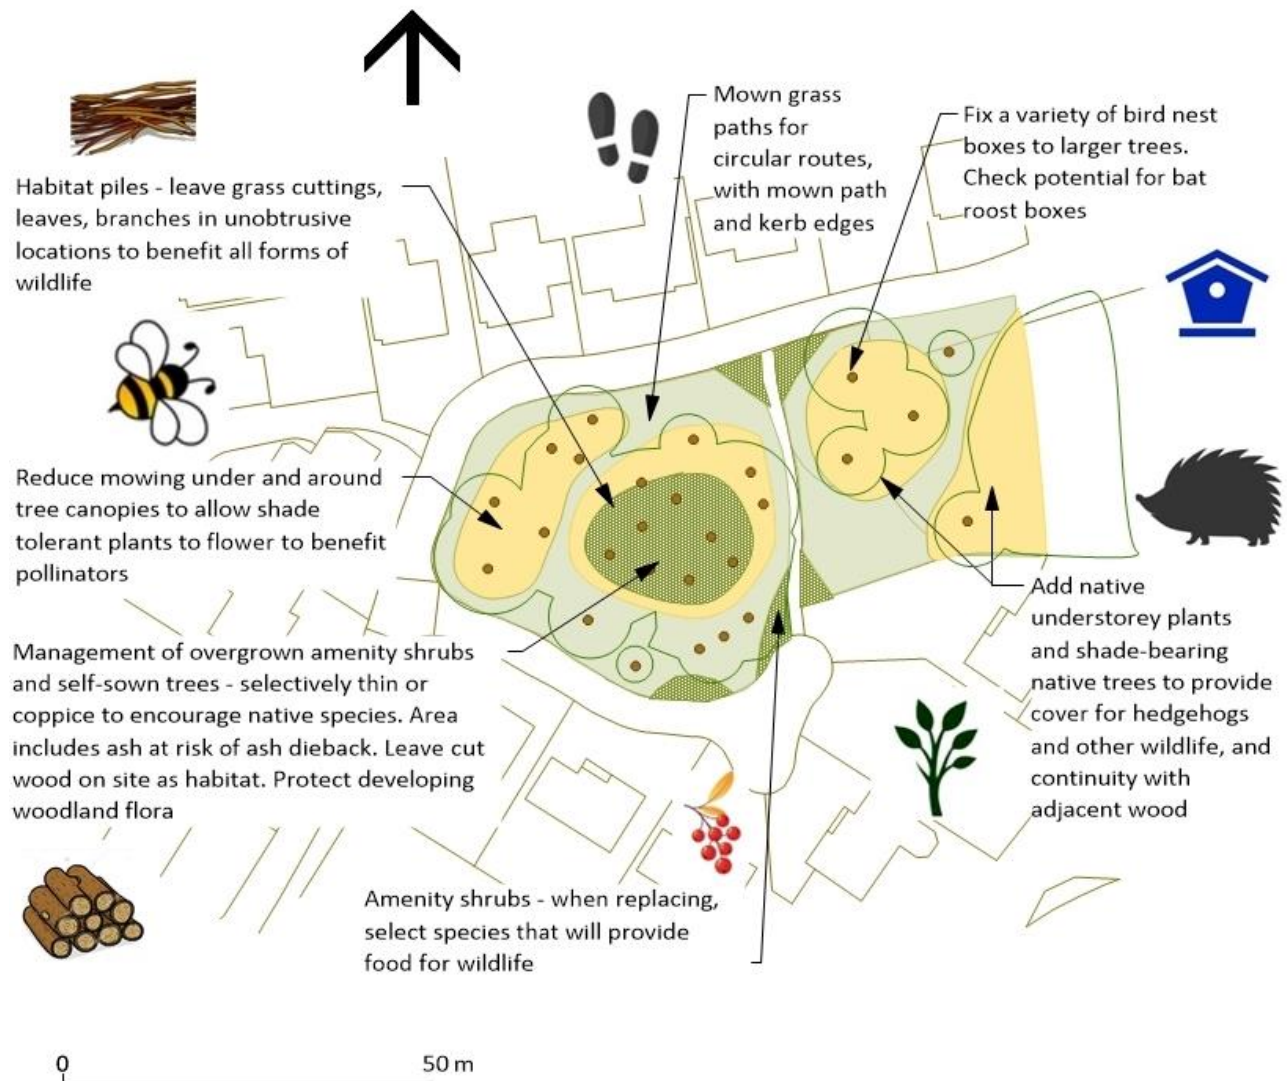 Mown grass
paths for
circular routes,
with mown path
and kerb edges
Fix a variety of bird nest
boxes to larger trees.
Check potential for bat
roost boxes
Habitat piles - leave grass cuttings,
leaves, branches in unobtrusive
locations to benefit all forms of
wildlife
Reduce mowing under and around
tree canopies to allow shade
tolerant plants to flower to benefit
pollinators
Add native
understorey plants
and shade-bearing
native trees to provide
cover for hedgehogs
and other wildlife, and
continuity with
adjacent wood
Management of overgrown amenity shrubs
and self-sown trees - selectively thin or
coppice to encourage native species. Area
includes ash at risk of ash dieback. Leave cut
wood on site as habitat. Protect developing
woodland flora
Amenity shrubs - when replacing,
select species that will provide
food for wildlife
0
50 m